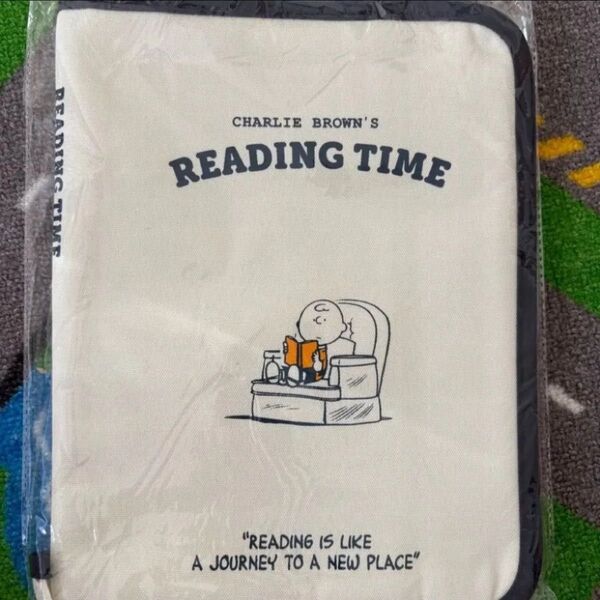 CHARLIE BROWN'S
READING TIME
READING TIME
"READING IS LIKE
A JOURNEY TO A NEW PLACE"